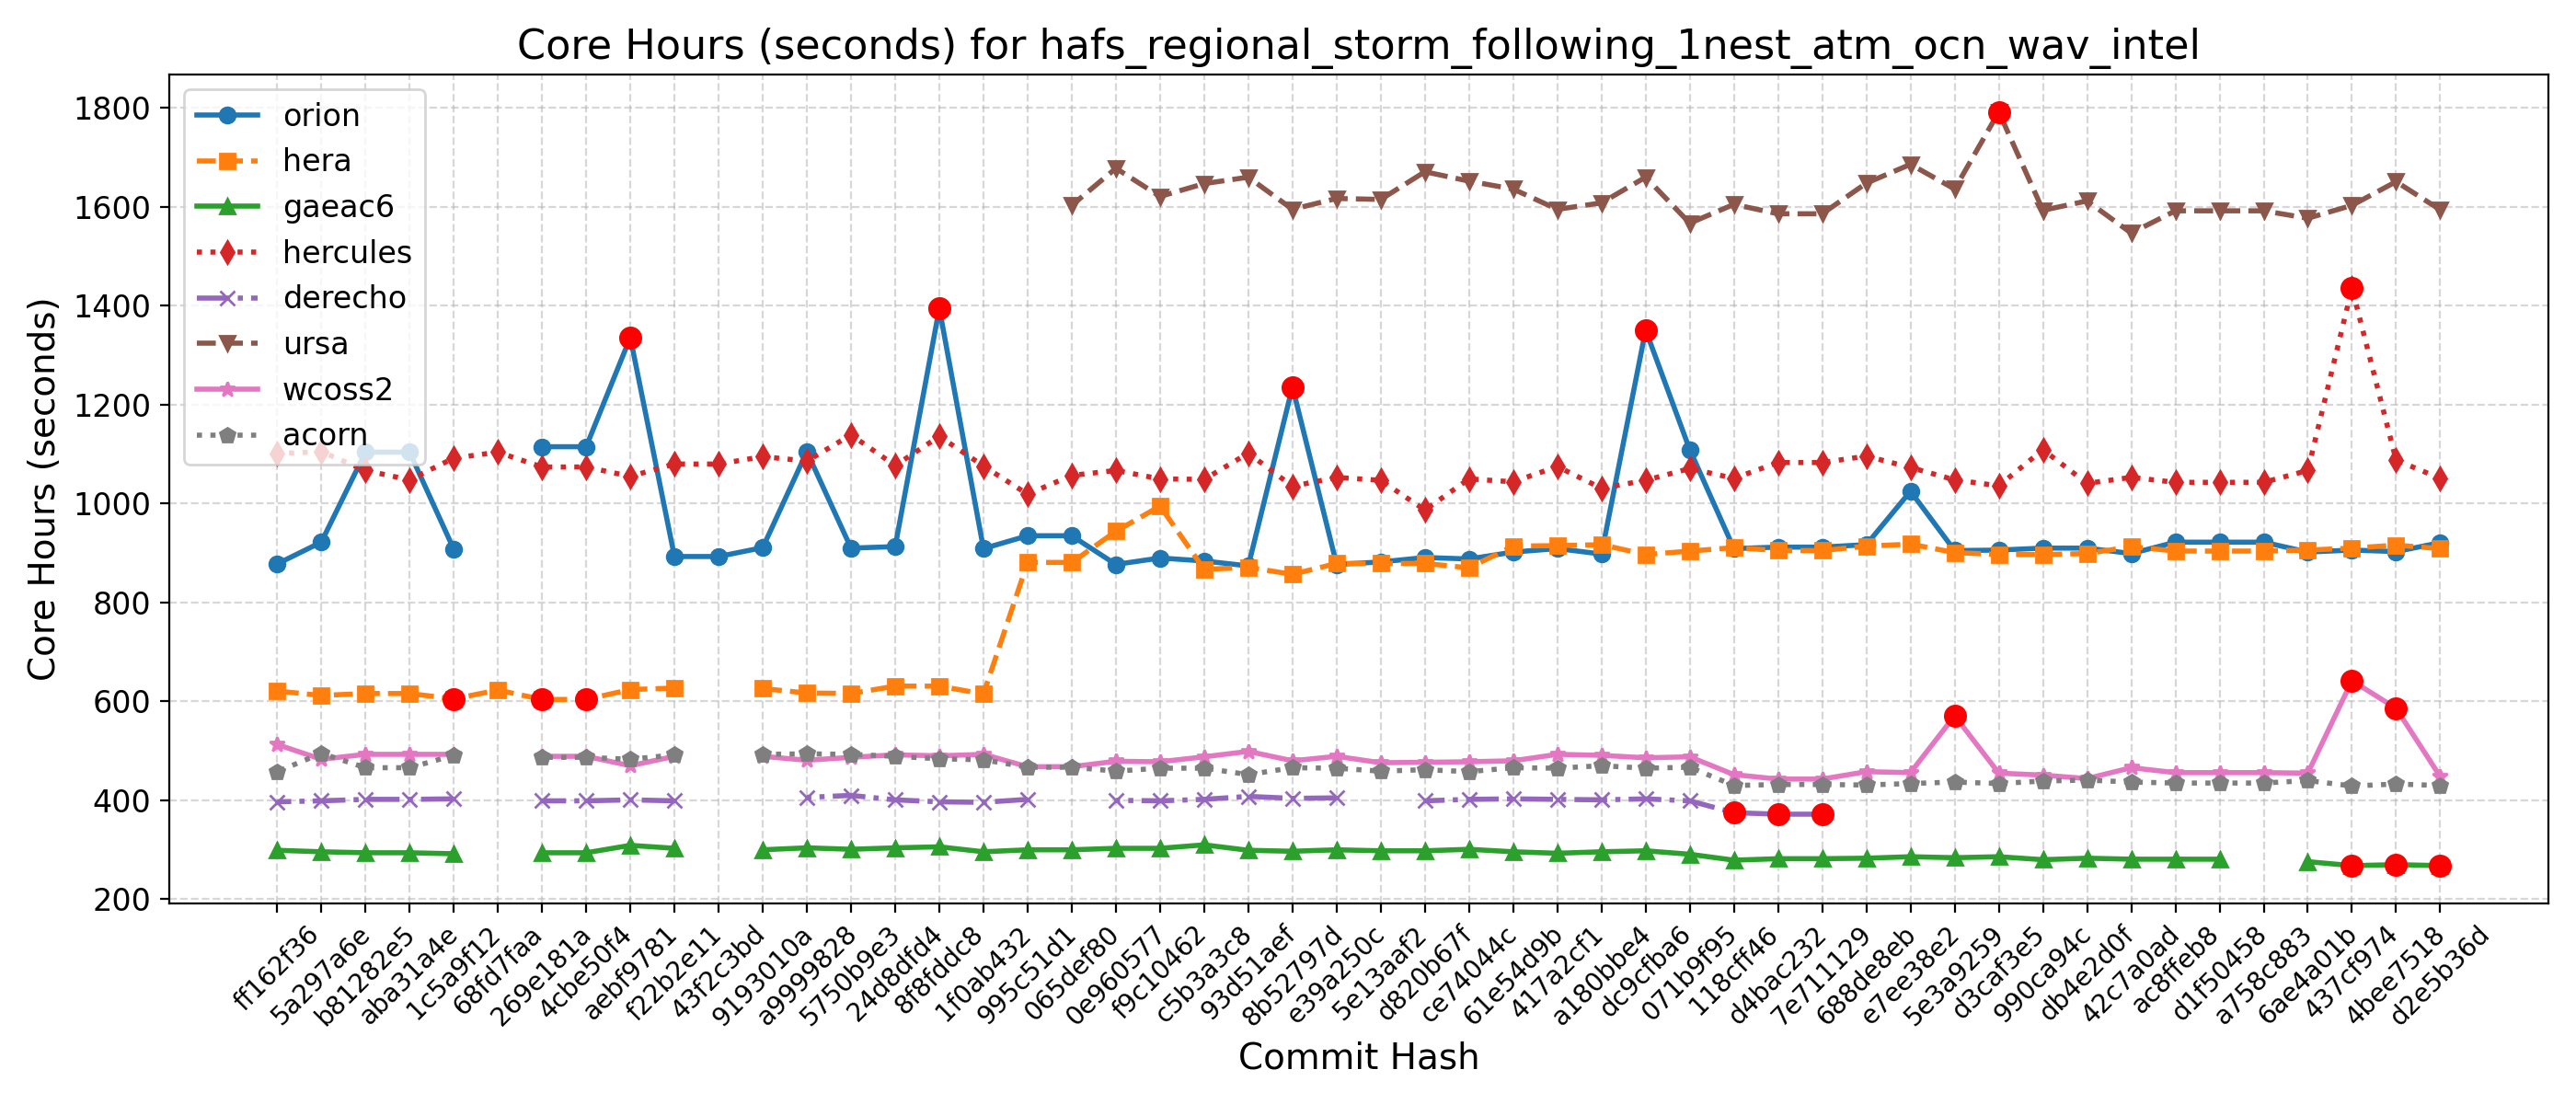 Core Hours (seconds) for hafs_regional_storm_following_1nest_atm_ocn_wav_intel
Core Hours (seconds)
1800
1600
1400
1200
1000
800
600
400
200
orion
hera
gaeac6
hercules
derecho
ursa
wcoss2
acorn
ff162f36
5a297a6e
b81282e5
aba31a4e
1c5a9f12
68fd7faa
269e181a
4cbe50f4
aebf9781
f22b2e11
43f2c3bd
9193010a
a9999828
5750b9e3
24d8dfd4
8f8fddc8
1f0ab432
995c51d1
065def80
0e960577
f9c10462
c5b3a3c8
93d51aef
8b52797d
e39a250c
5e13aaf2
d820b67f
ce74044c
61e54d9b
417a2cf1
a180bbe4
dc9cfba6
071b9f95
118cff46
d4bac232
7e711129
688de8eb
e7ee38e2
5e3a9259
d3caf3e5
990ca94c
db4e2d0f
42c7a0ad
ac8ffeb8
d1f50458
a758c883
6ae4a01b
437cf974
4bee7518
d2e5b36d
Commit Hash